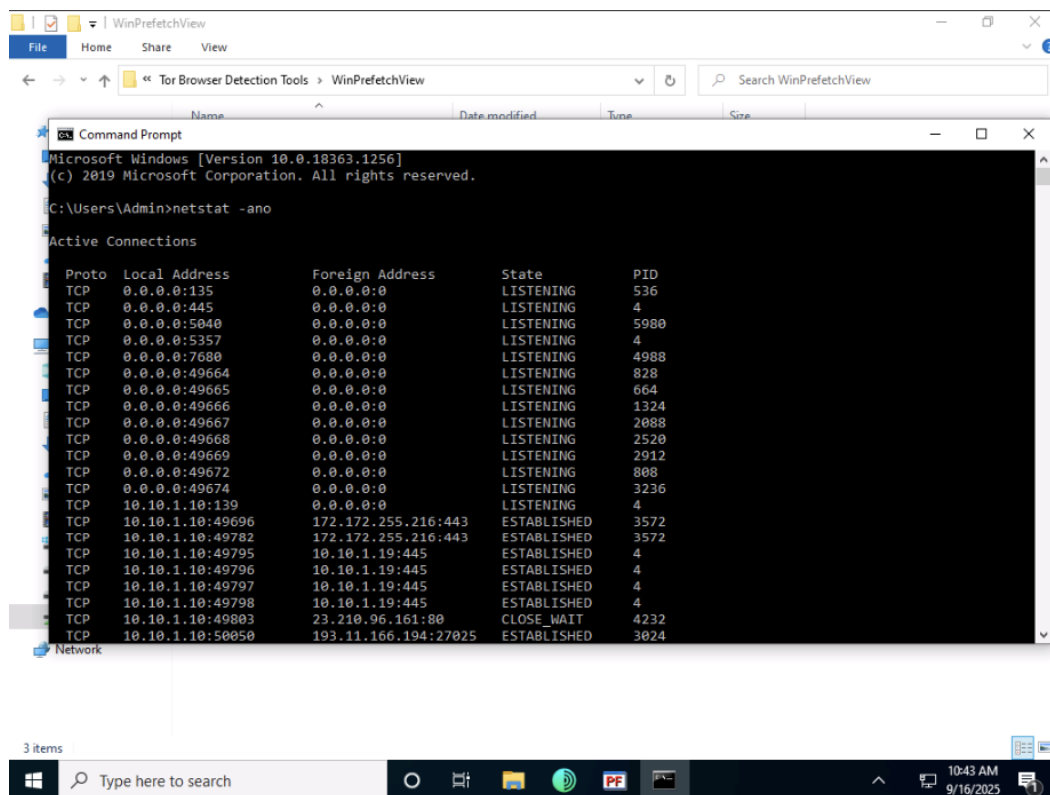 WinPrefetchView
File Home Share View
« Tor Browser Detection Tools > WinPrefetchView
Search WinPrefetchView
Name Date modified Type Size
Command Prompt
Microsoft Windows [Version 10.0.18363.1256]
(c) 2019 Microsoft Corporation. All rights reserved.
C:\Users\Admin>netstat -ano
Active Connections
Proto Local Address Foreign Address State PID
TCP 0.0.0.0:135 0.0.0.0:0 LISTENING 536
TCP 0.0.0.0:445 0.0.0.0:0 LISTENING 4
TCP 0.0.0.0:5040 0.0.0.0:0 LISTENING 5980
TCP 0.0.0.0:5357 0.0.0.0:0 LISTENING 4
TCP 0.0.0.0:7680 0.0.0.0:0 LISTENING 4988
TCP 0.0.0.0:49664 0.0.0.0:0 LISTENING 828
TCP 0.0.0.0:49665 0.0.0.0:0 LISTENING 664
TCP 0.0.0.0:49666 0.0.0.0:0 LISTENING 1324
TCP 0.0.0.0:49667 0.0.0.0:0 LISTENING 2088
TCP 0.0.0.0:49668 0.0.0.0:0 LISTENING 2520
TCP 0.0.0.0:49669 0.0.0.0:0 LISTENING 2912
TCP 0.0.0.0:49672 0.0.0.0:0 LISTENING 808
TCP 0.0.0.0:49674 0.0.0.0:0 LISTENING 3236
TCP 10.10.1.10:139 0.0.0.0:0 LISTENING 4
TCP 10.10.1.10:49696 172.172.255.216:443 ESTABLISHED 3572
TCP 10.10.1.10:49782 172.172.255.216:443 ESTABLISHED 3572
TCP 10.10.1.10:49795 10.10.1.19:445 ESTABLISHED 4
TCP 10.10.1.10:49796 10.10.1.19:445 ESTABLISHED 4
TCP 10.10.1.10:49797 10.10.1.19:445 ESTABLISHED 4
TCP 10.10.1.10:49798 10.10.1.19:445 ESTABLISHED 4
TCP 10.10.1.10:49803 23.210.96.161:80 CLOSE_WAIT 4232
TCP 10.10.1.10:50050 193.11.166.194:27025 ESTABLISHED 3024
Network
3 items
Type here to search
PF
10:43 AM
9/16/2025
1